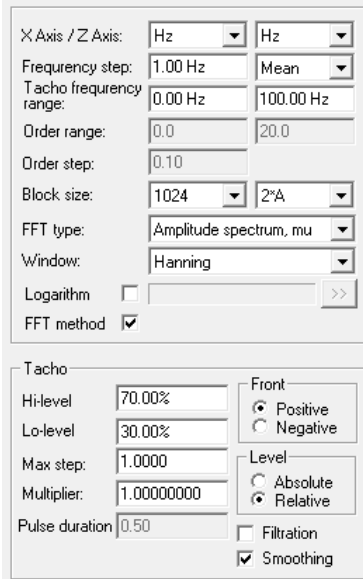 X Axis / Z Axis: Hz Hz
Frequrency step: 1.00 Hz Mean
Tacho frequrency
range: 0.00 Hz 100.00 Hz
Order range: 0.0 20.0
Order step: 0.10
Block size: 1024 2*A
FFT type: Amplitude spectrum, mu
Window: Hanning
Logarithm >>
FFT method
Tacho
Hi-level 70.00%
Lo-level 30.00%
Max step: 1.0000
Multiplier: 1.00000000
Pulse duration 0.50
Front
Positive
Negative
Level
Absolute
Relative
Filtration
Smoothing